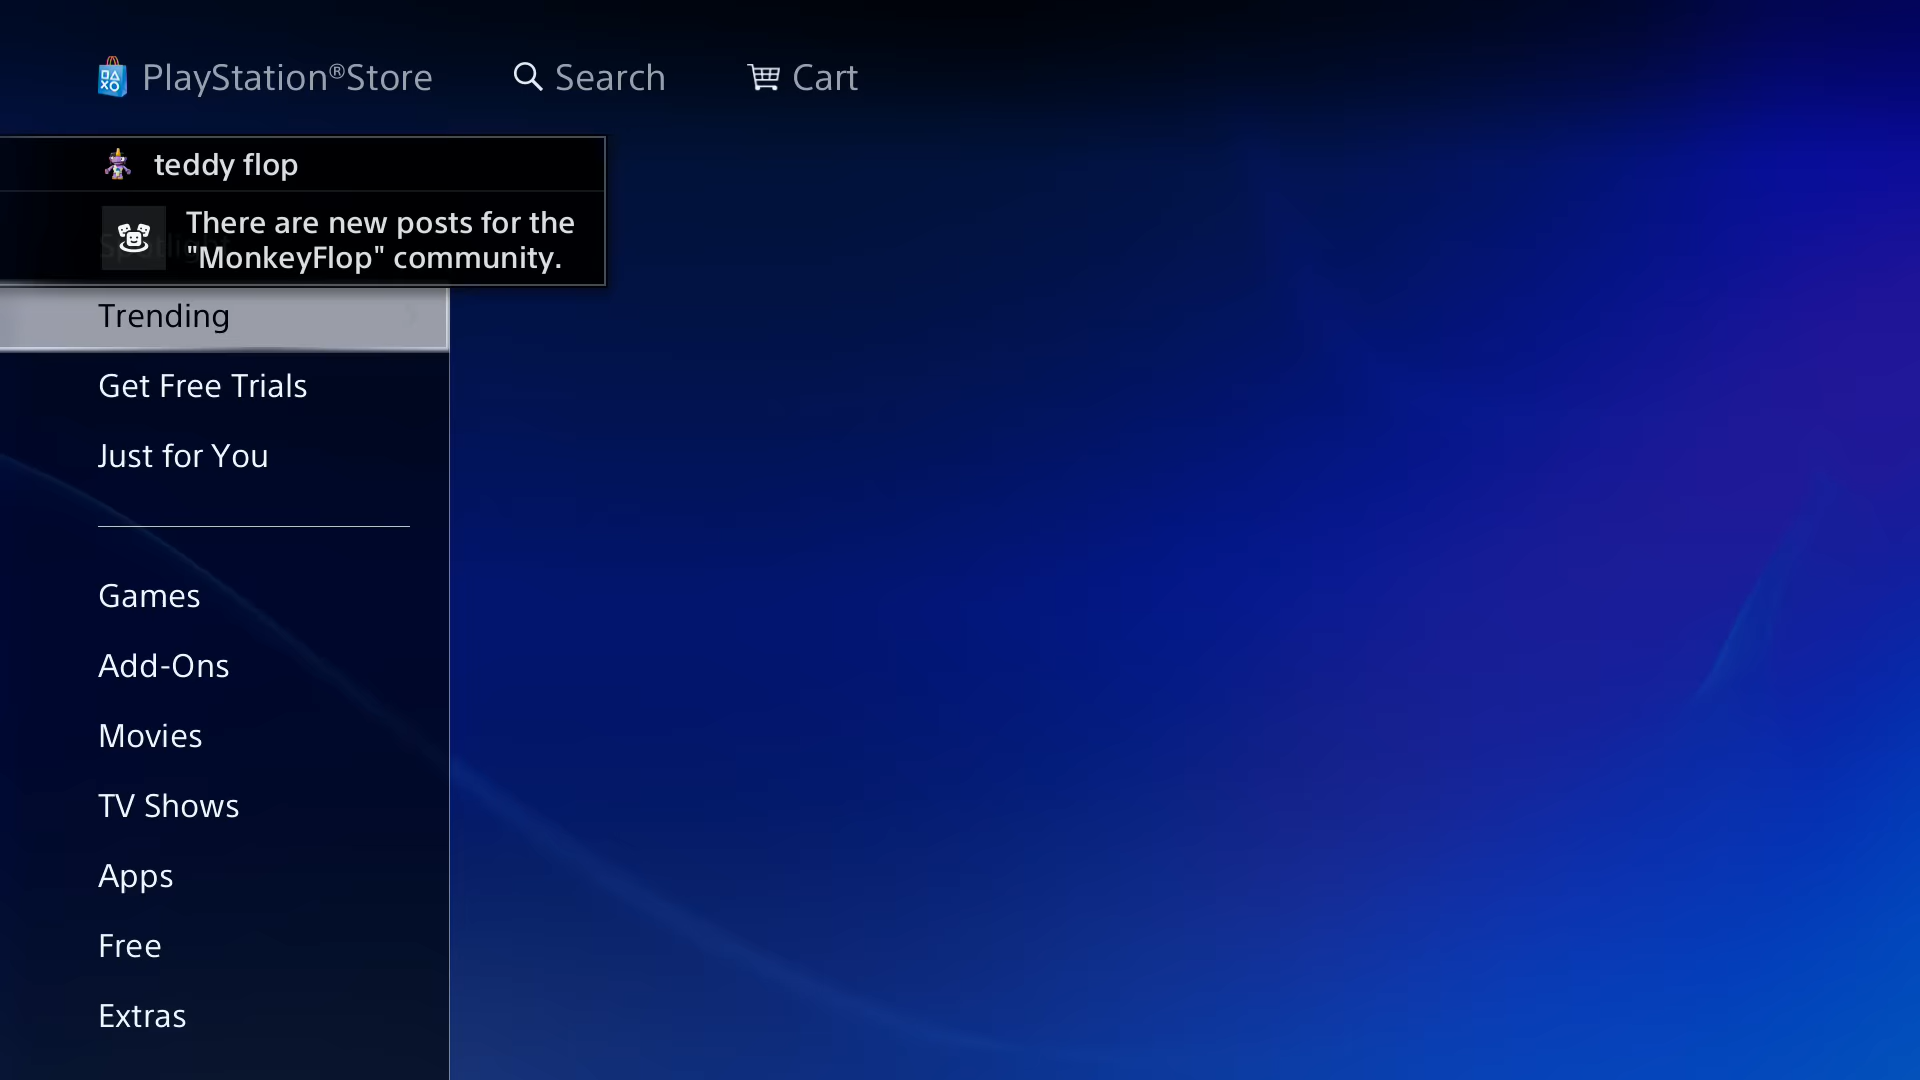 PlayStation®Store
Search
Cart
teddy flop
There are new posts for the
"MonkeyFlop" community.
Spotlight
Trending
Get Free Trials
Just for You
Games
Add-Ons
Movies
TV Shows
Apps
Free
Extras